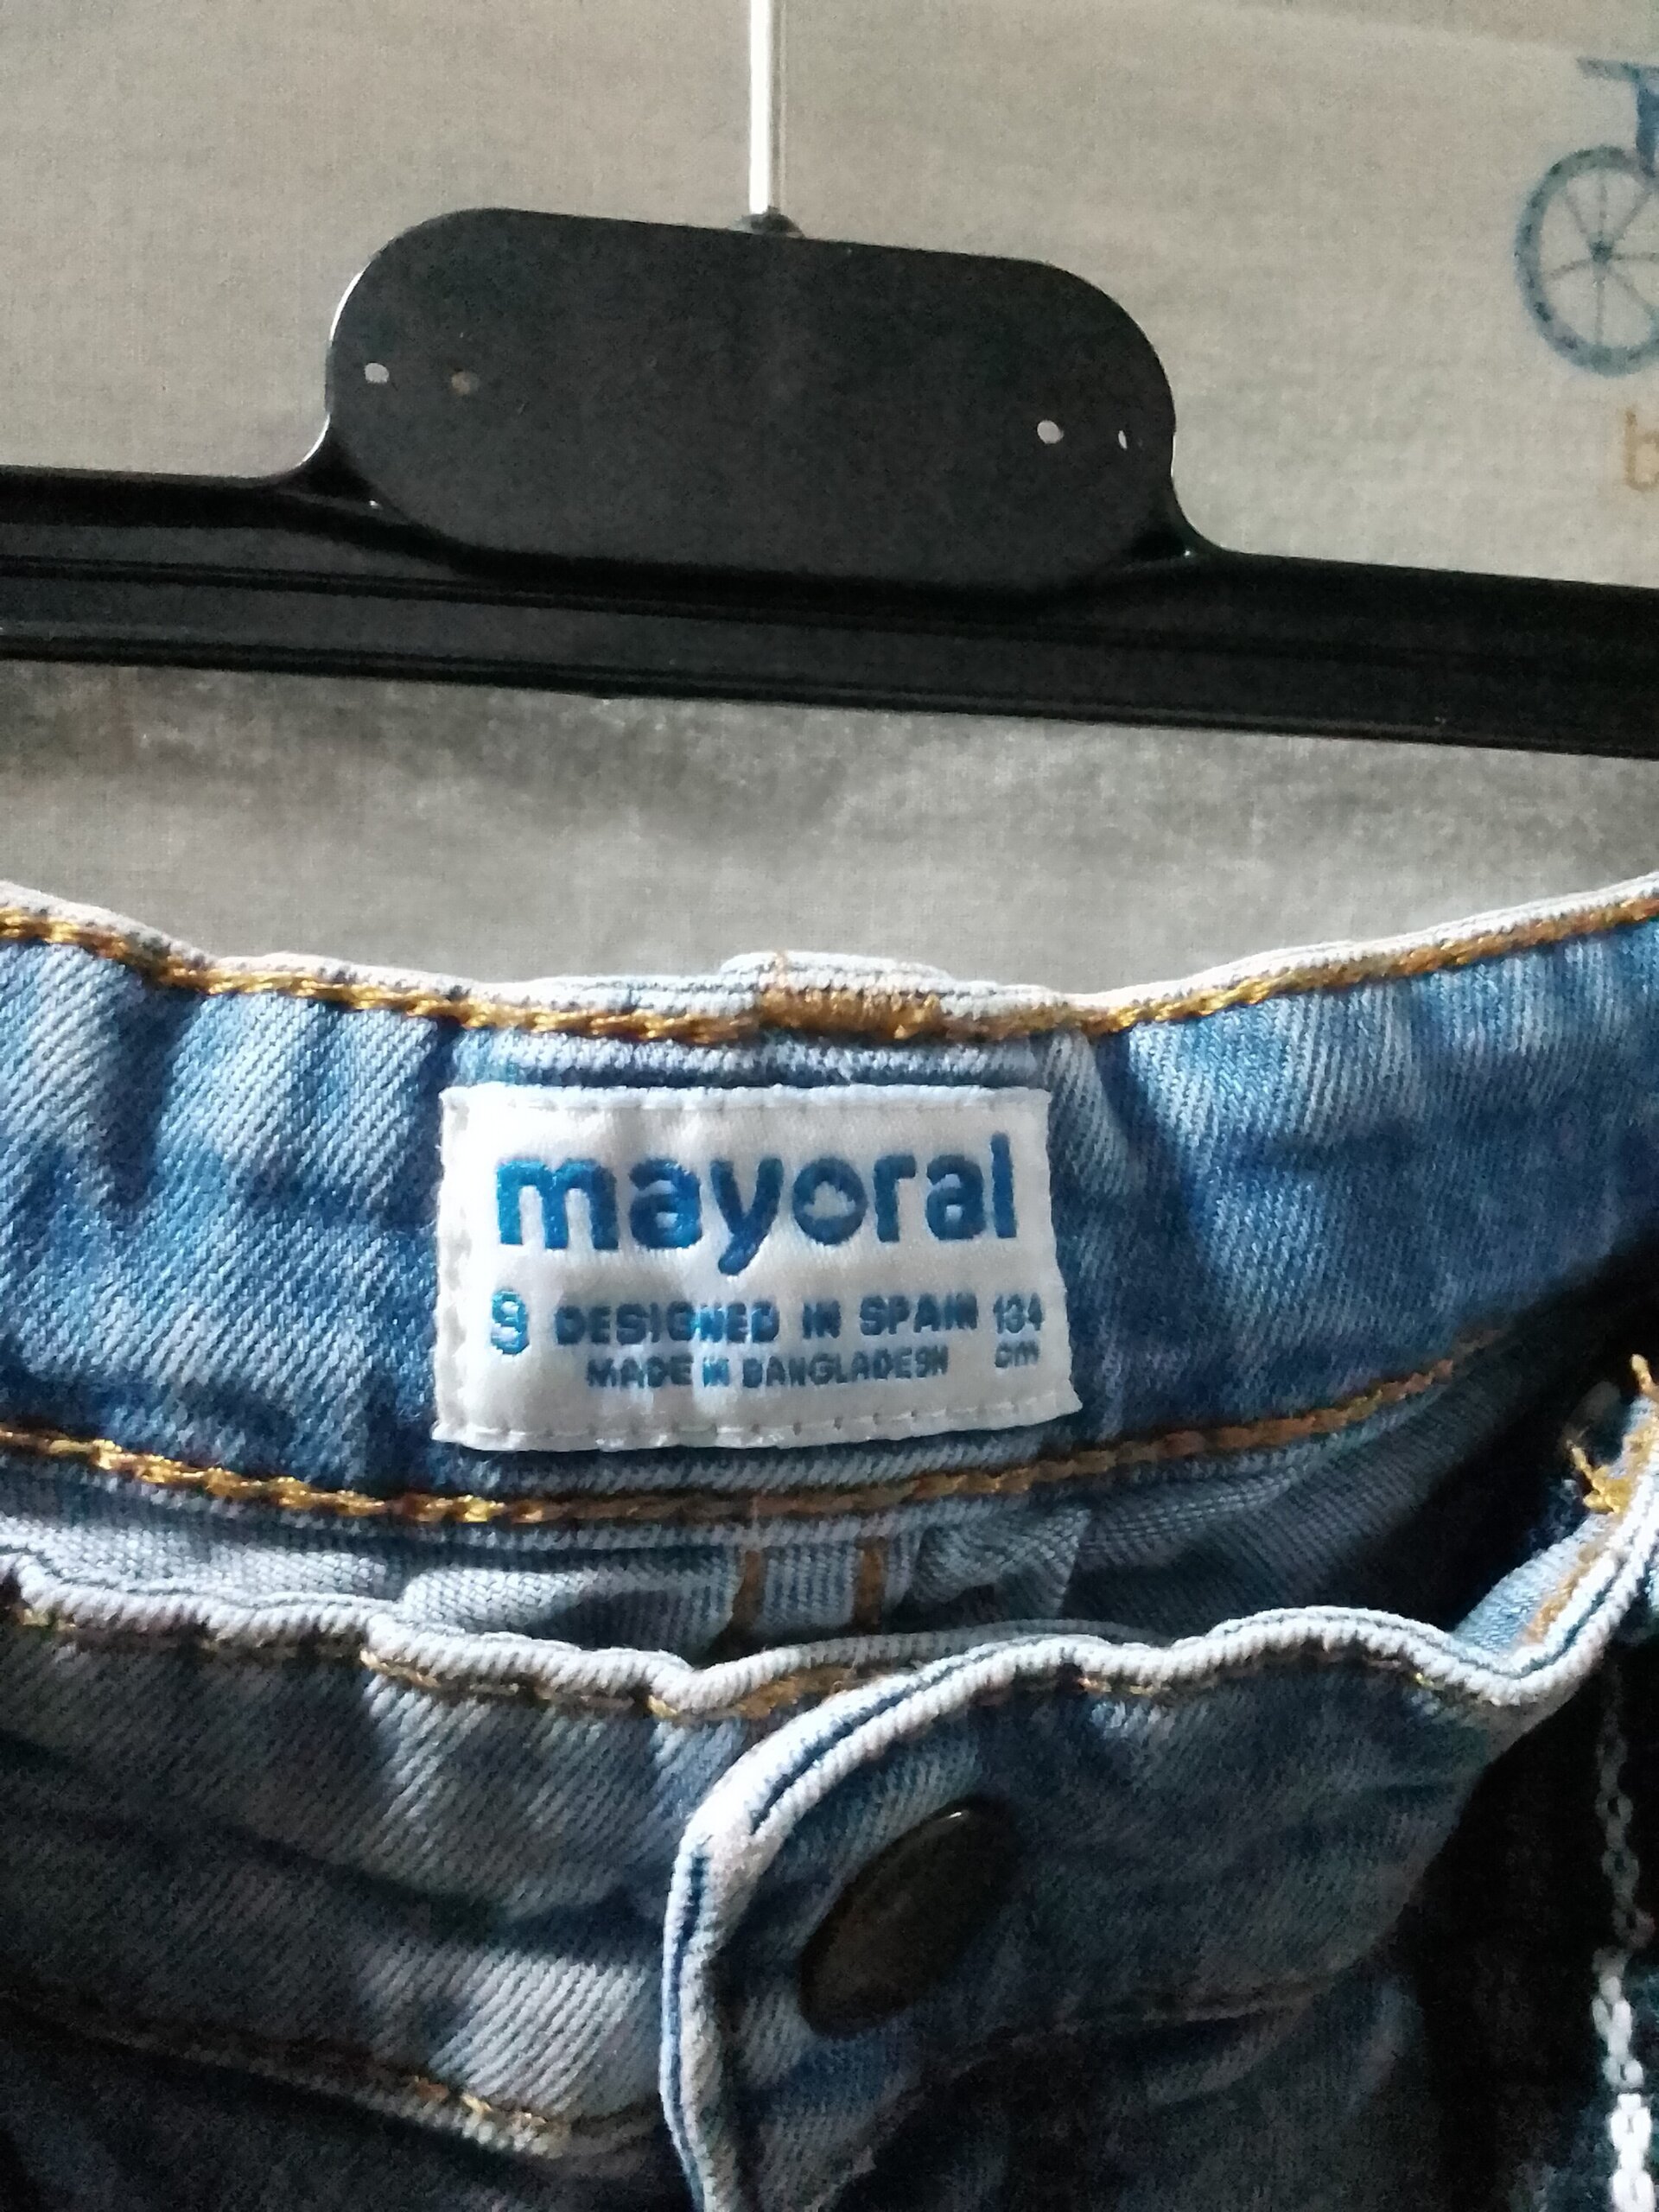 mayoral
9 DESIGNED IN SPAIN 134
MADE IN BANGLADESH cm
b